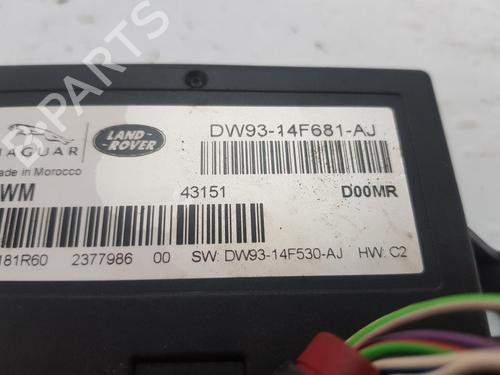 B-PARTS
JAGUAR
LAND-
ROVER
DW93-14F681-AJ
Made in Morocco
WM
43151
D00MR
181R60 2377986 00 SW: DW93-14F530-AJ HW: C2